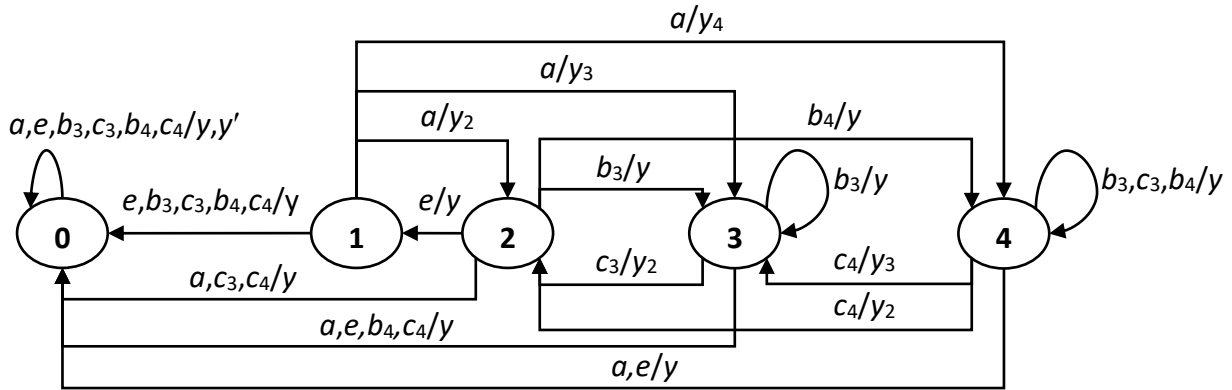 a/y₄
a/y₃
a,e,b₃,c₃,b₄,c₄/y,y′
a/y₂
b₄/y
b₃/y
b₃/y
b₃,c₃,b₄/y
e,b₃,c₃,b₄,c₄/y
e/y
0
1
2
3
4
c₃/y₂
c₄/y₃
a,c₃,c₄/y
c₄/y₂
a,e,b₄,c₄/y
a,e/y